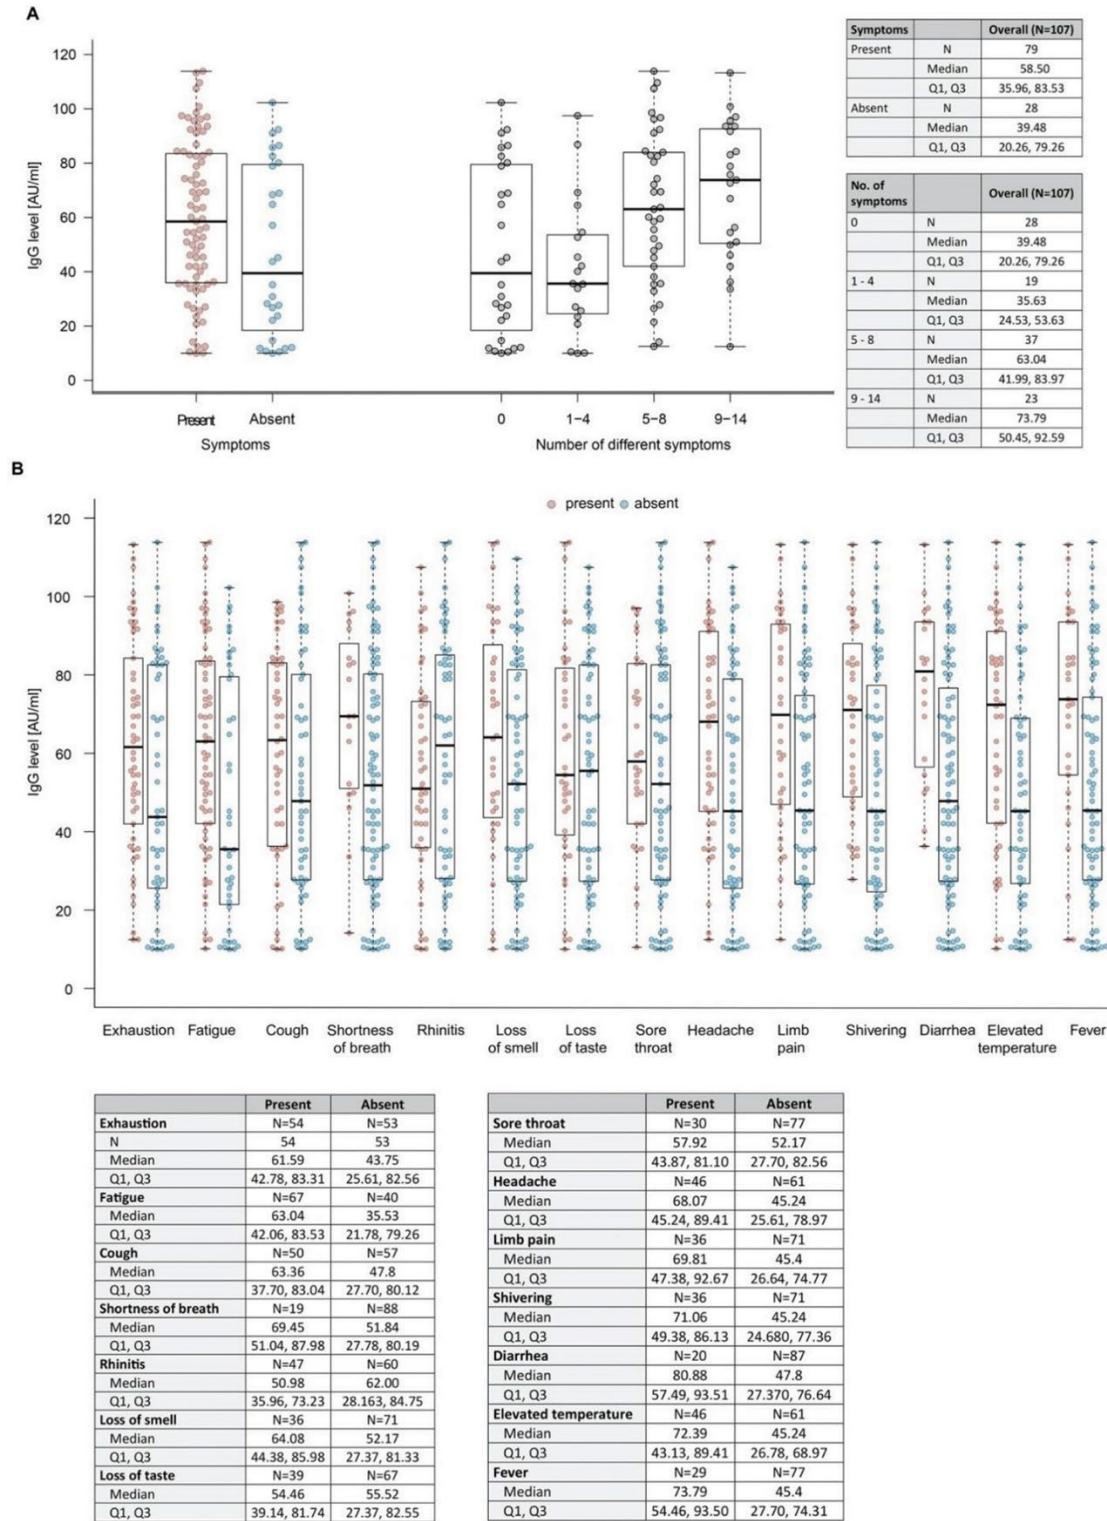 A
120
100
80
60
40
20
0
IgG level [AU/ml]
Present Absent 0 1−4 5−8 9−14
Symptoms Number of different symptoms
Symptoms Overall (N=107)
Present N 79
Median 58.50
Q1, Q3 35.96, 83.53
Absent N 28
Median 39.48
Q1, Q3 20.26, 79.26
No. of
symptoms Overall (N=107)
0 N 28
Median 39.48
Q1, Q3 20.26, 79.26
1 - 4 N 19
Median 35.63
Q1, Q3 24.53, 53.63
5 - 8 N 37
Median 63.04
Q1, Q3 41.99, 83.97
9 - 14 N 23
Median 73.79
Q1, Q3 50.45, 92.59
B
present absent
120
100
80
60
40
20
0
IgG level [AU/ml]
Exhaustion Fatigue Cough Shortness of breath Rhinitis Loss of smell Loss of taste Sore throat Headache Limb pain Shivering Diarrhea Elevated temperature Fever
Present Absent
Exhaustion N=54 N=53
N 54 53
Median 61.59 43.75
Q1, Q3 42.78, 83.31 25.61, 82.56
Fatigue N=67 N=40
Median 63.04 35.53
Q1, Q3 42.06, 83.53 21.78, 79.26
Cough N=50 N=57
Median 63.36 47.8
Q1, Q3 37.70, 83.04 27.70, 80.12
Shortness of breath N=19 N=88
Median 69.45 51.84
Q1, Q3 51.04, 87.98 27.78, 80.19
Rhinitis N=47 N=60
Median 50.98 62.00
Q1, Q3 35.96, 73.23 28.163, 84.75
Loss of smell N=36 N=71
Median 64.08 52.17
Q1, Q3 44.38, 85.98 27.37, 81.33
Loss of taste N=39 N=67
Median 54.46 55.52
Q1, Q3 39.14, 81.74 27.37, 82.55
Present Absent
Sore throat N=30 N=77
Median 57.92 52.17
Q1, Q3 43.87, 81.10 27.70, 82.56
Headache N=46 N=61
Median 68.07 45.24
Q1, Q3 45.24, 89.41 25.61, 78.97
Limb pain N=36 N=71
Median 69.81 45.4
Q1, Q3 47.38, 92.67 26.64, 74.77
Shivering N=36 N=71
Median 71.06 45.24
Q1, Q3 49.38, 86.13 24.680, 77.36
Diarrhea N=20 N=87
Median 80.88 47.8
Q1, Q3 57.49, 93.51 27.370, 76.64
Elevated temperature N=46 N=61
Median 72.39 45.24
Q1, Q3 43.13, 89.41 26.78, 68.97
Fever N=29 N=77
Median 73.79 45.4
Q1, Q3 54.46, 93.50 27.70, 74.31